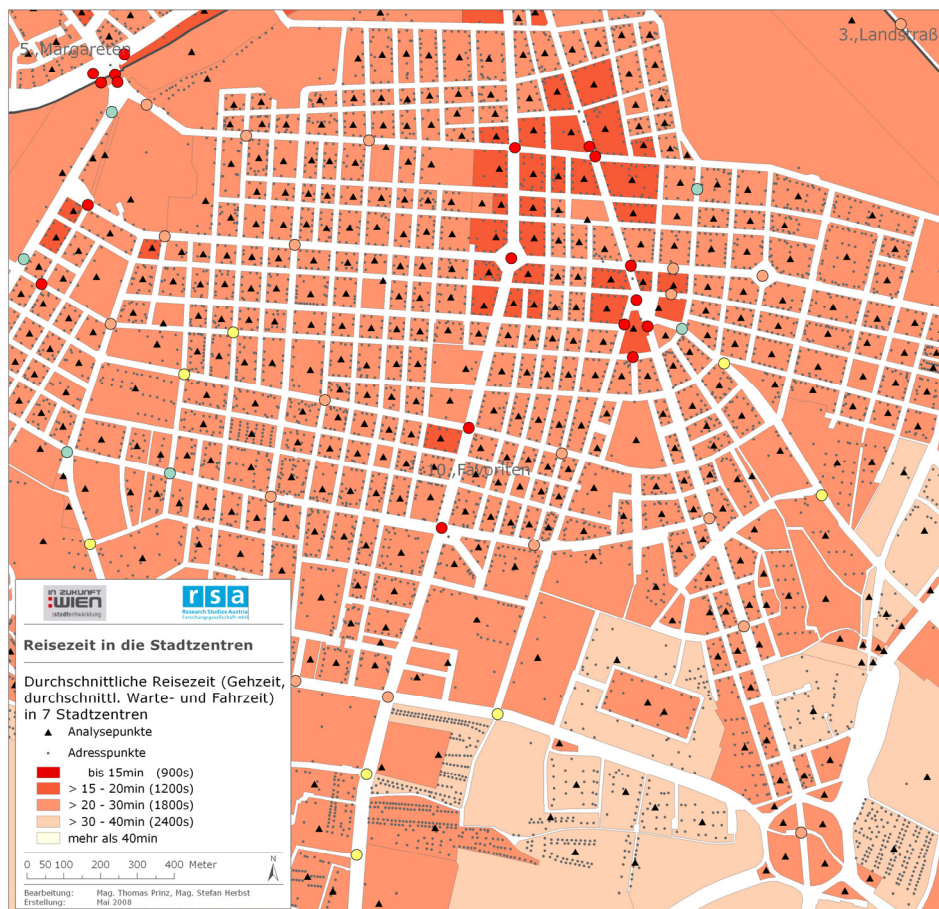 5.,Margareten
3.,Landstraß
10.,Favoriten
IN ZUKUNFT
:WIEN
stadtentwicklung
rsa
Research Studios Austria
Forschungsgesellschaft mbH
Reisezeit in die Stadtzentren
Durchschnittliche Reisezeit (Gehzeit,
durchschnittl. Warte- und Fahrzeit)
in 7 Stadtzentren
Analysepunkte
Adresspunkte
bis 15min (900s)
> 15 - 20min (1200s)
> 20 - 30min (1800s)
> 30 - 40min (2400s)
mehr als 40min
0 50 100 200 300 400 Meter
N
Bearbeitung: Mag. Thomas Prinz, Mag. Stefan Herbst
Erstellung: Mai 2008